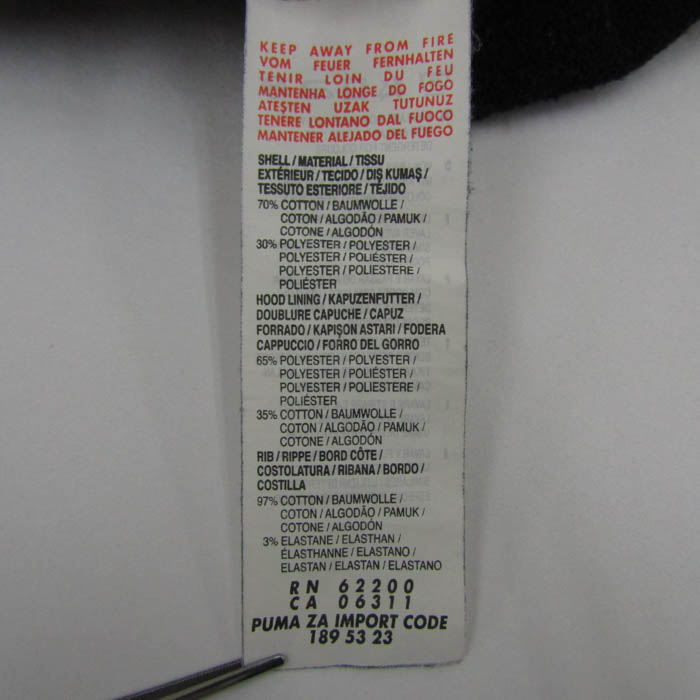 KEEP AWAY FROM FIRE
VOM FEUER FERNHALTEN
TENIR LOIN DU FEU
MANTENHA LONGE DO FOGO
ATEŞTEN UZAK TUTUNUZ
TENERE LONTANO DAL FUOCO
MANTENER ALEJADO DEL FUEGO
SHELL / MATERIAL / TISSU
EXTÉRIEUR / TECIDO / DIŞ KUMAŞ /
TESSUTO ESTERIORE / TEJIDO
70% COTTON / BAUMWOLLE /
COTON / ALGODÃO / PAMUK /
COTONE / ALGODÓN
30% POLYESTER / POLYESTER /
POLYESTER / POLIÉSTER /
POLYESTER / POLIESTERE /
POLIÉSTER
HOOD LINING / KAPUZENFUTTER /
DOUBLURE CAPUCHE / CAPUZ
FORRADO / KAPIŞON ASTARI / FODERA
CAPPUCCIO / FORRO DEL GORRO
65% POLYESTER / POLYESTER /
POLYESTER / POLIÉSTER /
POLYESTER / POLIESTERE /
POLIÉSTER
35% COTTON / BAUMWOLLE /
COTON / ALGODÃO / PAMUK /
COTONE / ALGODÓN
RIB / RIPPE / BORD CÔTE /
COSTOLATURA / RIBANA / BORDO /
COSTILLA
97% COTTON / BAUMWOLLE /
COTON / ALGODÃO / PAMUK /
COTONE / ALGODÓN
3% ELASTANE / ELASTHAN /
ÉLASTHANNE / ELASTANO /
ELASTAN / ELASTAN / ELASTANO
RN 62200
CA 06311
PUMA ZA IMPORT CODE
189 53 23